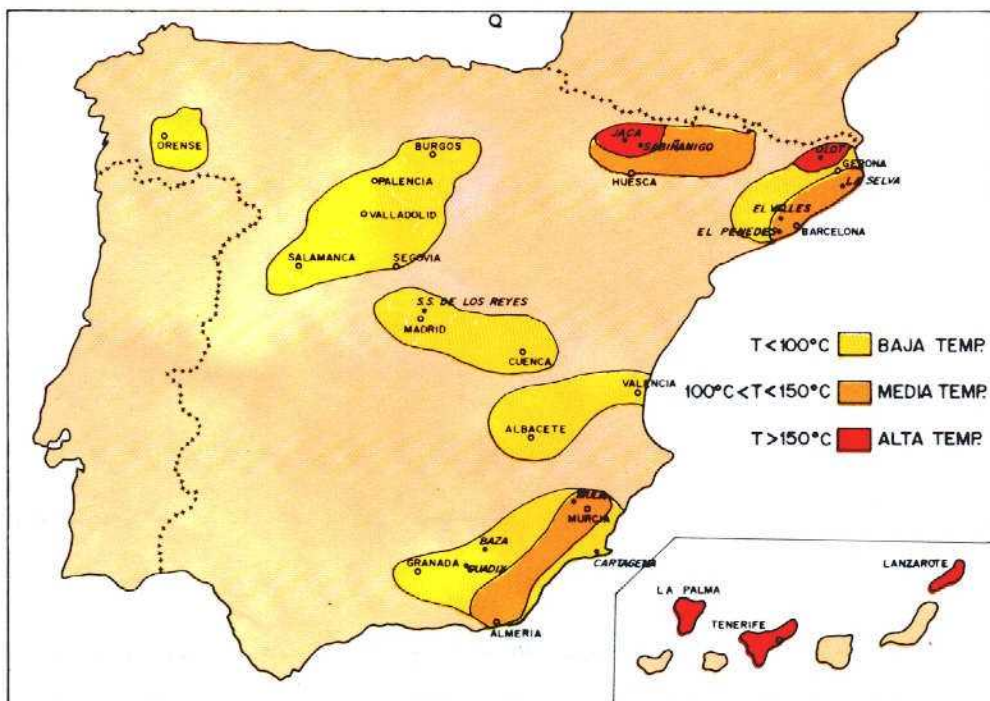 Q
ORENSE
BURGOS
PALENCIA
VALLADOLID
SALAMANCA
SEGOVIA
JACA
SABIÑANIGO
HUESCA
OLOT
GERONA
LA SELVA
EL VALLES
EL PENEDES
BARCELONA
S.S. DE LOS REYES
MADRID
CUENCA
VALENCIA
ALBACETE
T<100°C BAJA TEMP.
100°C<T<150°C MEDIA TEMP.
T>150°C ALTA TEMP.
MULA
MURCIA
BAZA
GRANADA
GUADIX
CARTAGENA
ALMERIA
LANZAROTE
LA PALMA
TENERIFE